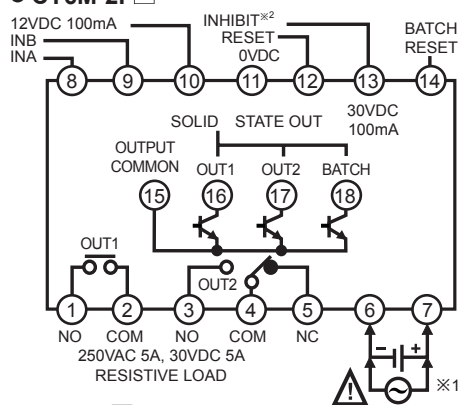 12VDC 100mA
INB
INA
INHIBIT※2
RESET
0VDC
BATCH
RESET
8 9 10 11 12 13 14
SOLID STATE OUT
30VDC
100mA
OUTPUT
COMMON
OUT1 OUT2 BATCH
15 16 17 18
OUT1
OUT2
1 2 3 4 5 6 7
NO COM NO COM NC
250VAC 5A, 30VDC 5A
RESISTIVE LOAD
- +
※1